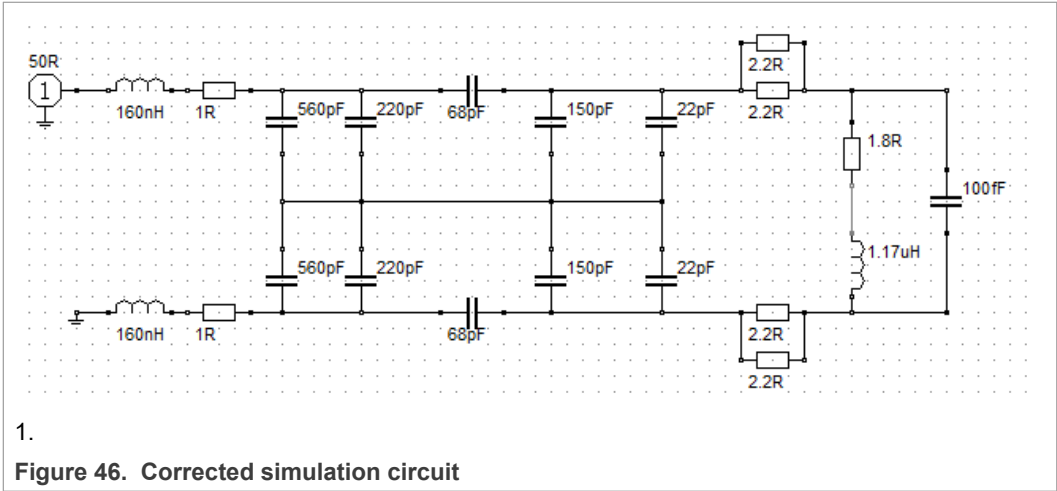 2.2R
50R
1
160nH 1R 560pF 220pF 68pF 150pF 22pF 2.2R
1.8R
100fF
1.17uH
560pF 220pF 150pF 22pF
160nH 1R 68pF 2.2R
2.2R
1.
Figure 46. Corrected simulation circuit